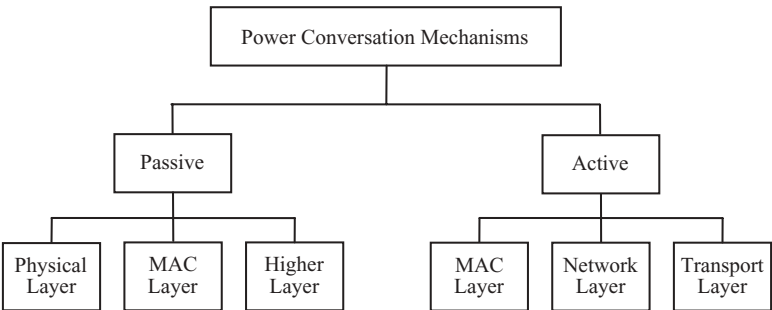 Power Conversation Mechanisms
Passive
Active
Physical
Layer
MAC
Layer
Higher
Layer
MAC
Layer
Network
Layer
Transport
Layer